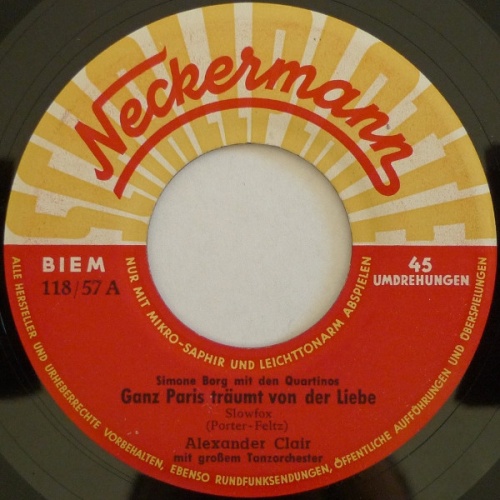 SCHALLPLATTE
Neckermann
BIEM
118/57 A
45
UMDREHUNGEN
NUR MIT MIKRO-SAPHIR UND LEICHTTONARM ABSPIELEN
Simone Borg mit den Quartinos
Ganz Paris träumt von der Liebe
Slowfox
(Porter-Feltz)
Alexander Clair
mit großem Tanzorchester
ALLE HERSTELLER UND URHEBERRECHTE VORBEHALTEN, EBENSO RUNDFUNKSENDUNGEN, ÖFFENTLICHE AUFFÜHRUNGEN UND ÜBERSPIELUNGEN